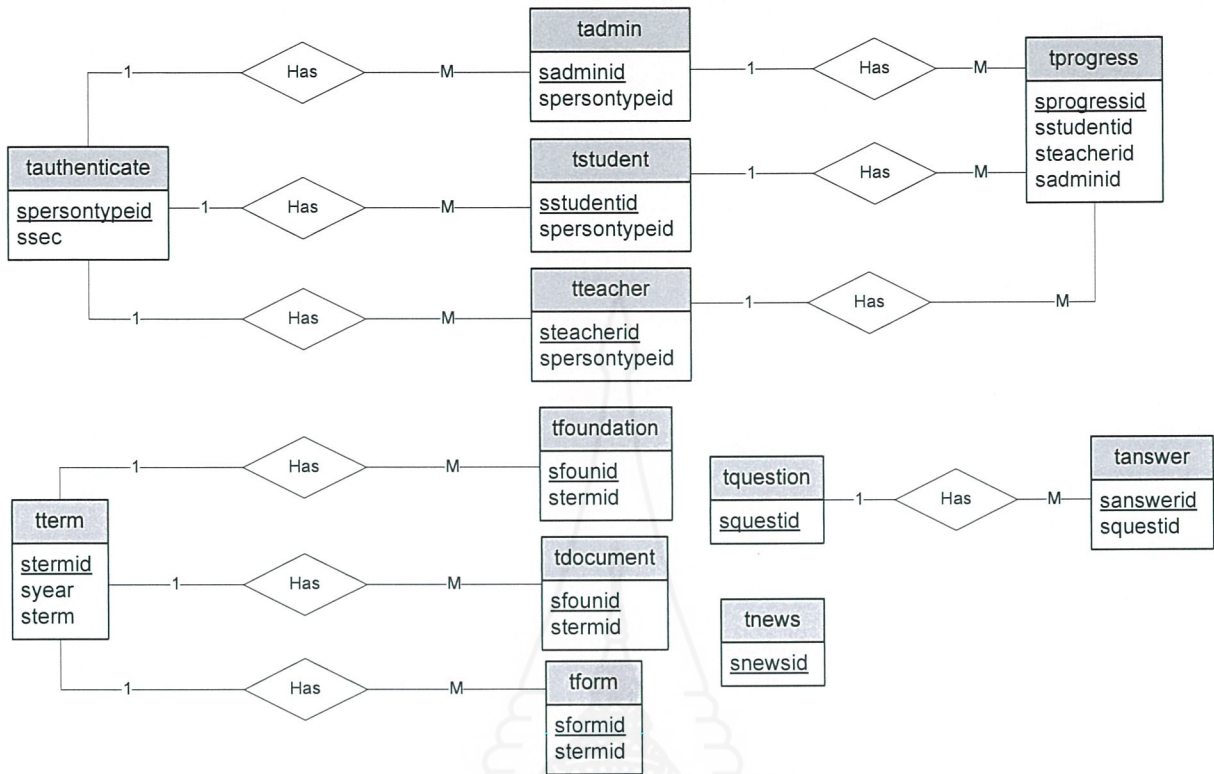 tadmin
sadminid
spersontypeid
1
Has
M
1
Has
M
tprogress
sprogressid
sstudentid
steacherid
sadminid
tauthenticate
spersontypeid
ssec
1
Has
M
tstudent
sstudentid
spersontypeid
1
Has
M
1
Has
M
tteacher
steacherid
spersontypeid
1
Has
M
tterm
stermid
syear
sterm
1
Has
M
tfoundation
sfounid
stermid
1
Has
M
tdocument
sfounid
stermid
1
Has
M
tform
sformid
stermid
tquestion
squestid
1
Has
M
tanswer
sanswerid
squestid
tnews
snewsid